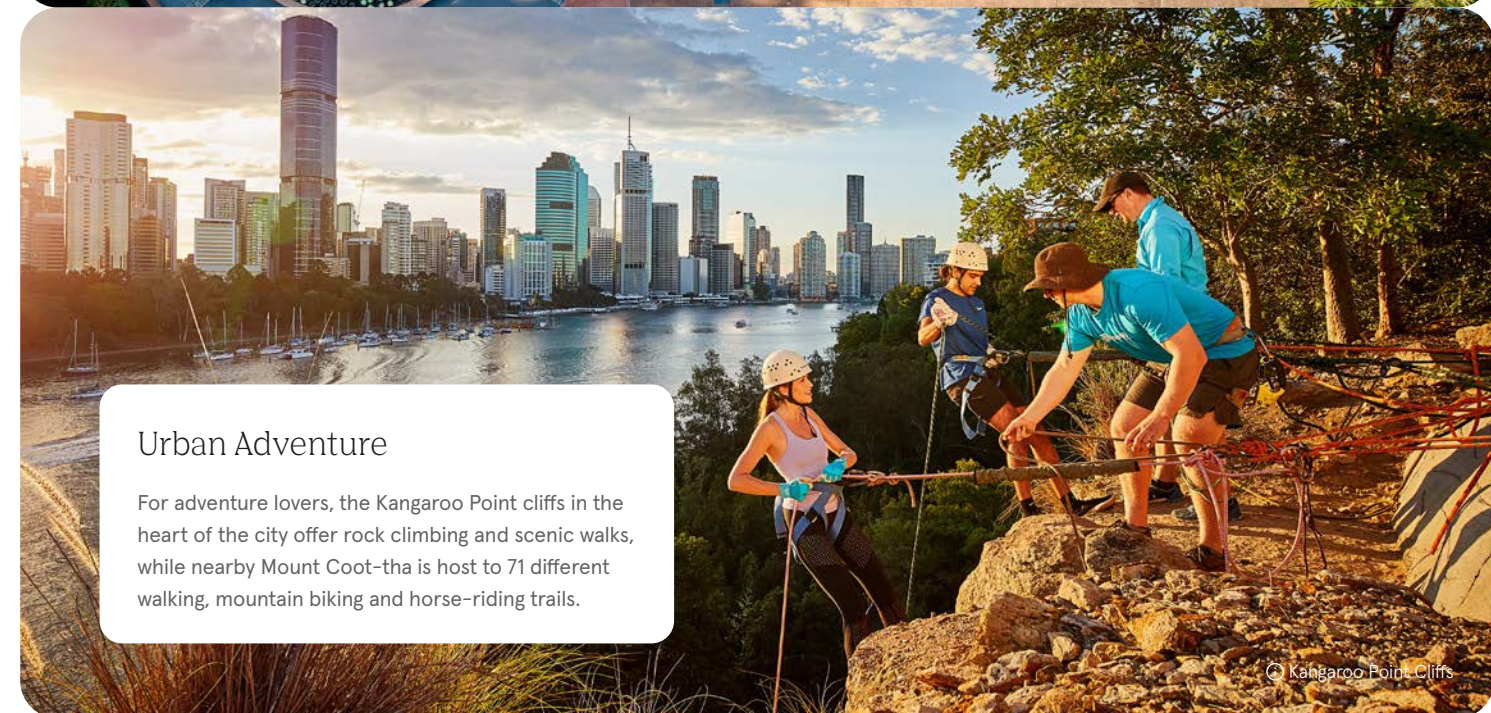 Urban Adventure
For adventure lovers, the Kangaroo Point cliffs in the
heart of the city offer rock climbing and scenic walks,
while nearby Mount Coot-tha is host to 71 different
walking, mountain biking and horse-riding trails.
Kangaroo Point Cliffs